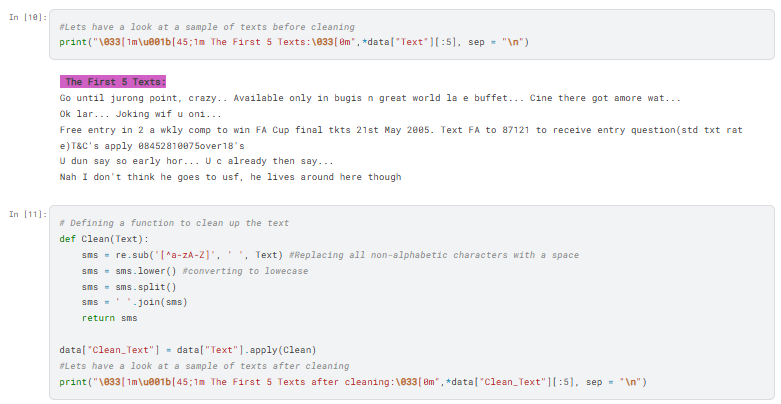 In [10]:
#Lets have a look at a sample of texts before cleaning
print("\033[1m\u001b[45;1m The First 5 Texts:\033[0m",*data["Text"][:5], sep = "\n")
The First 5 Texts:
Go until jurong point, crazy.. Available only in bugis n great world la e buffet... Cine there got amore wat...
Ok lar... Joking wif u oni...
Free entry in 2 a wkly comp to win FA Cup final tkts 21st May 2005. Text FA to 87121 to receive entry question(std txt rat
e)T&C's apply 08452810075over18's
U dun say so early hor... U c already then say...
Nah I don't think he goes to usf, he lives around here though
In [11]:
# Defining a function to clean up the text
def Clean(Text):
    sms = re.sub('[^a-zA-Z]', ' ', Text) #Replacing all non-alphabetic characters with a space
    sms = sms.lower() #converting to lowecase
    sms = sms.split()
    sms = ' '.join(sms)
    return sms
data["Clean_Text"] = data["Text"].apply(Clean)
#Lets have a look at a sample of texts after cleaning
print("\033[1m\u001b[45;1m The First 5 Texts after cleaning:\033[0m",*data["Clean_Text"][:5], sep = "\n")